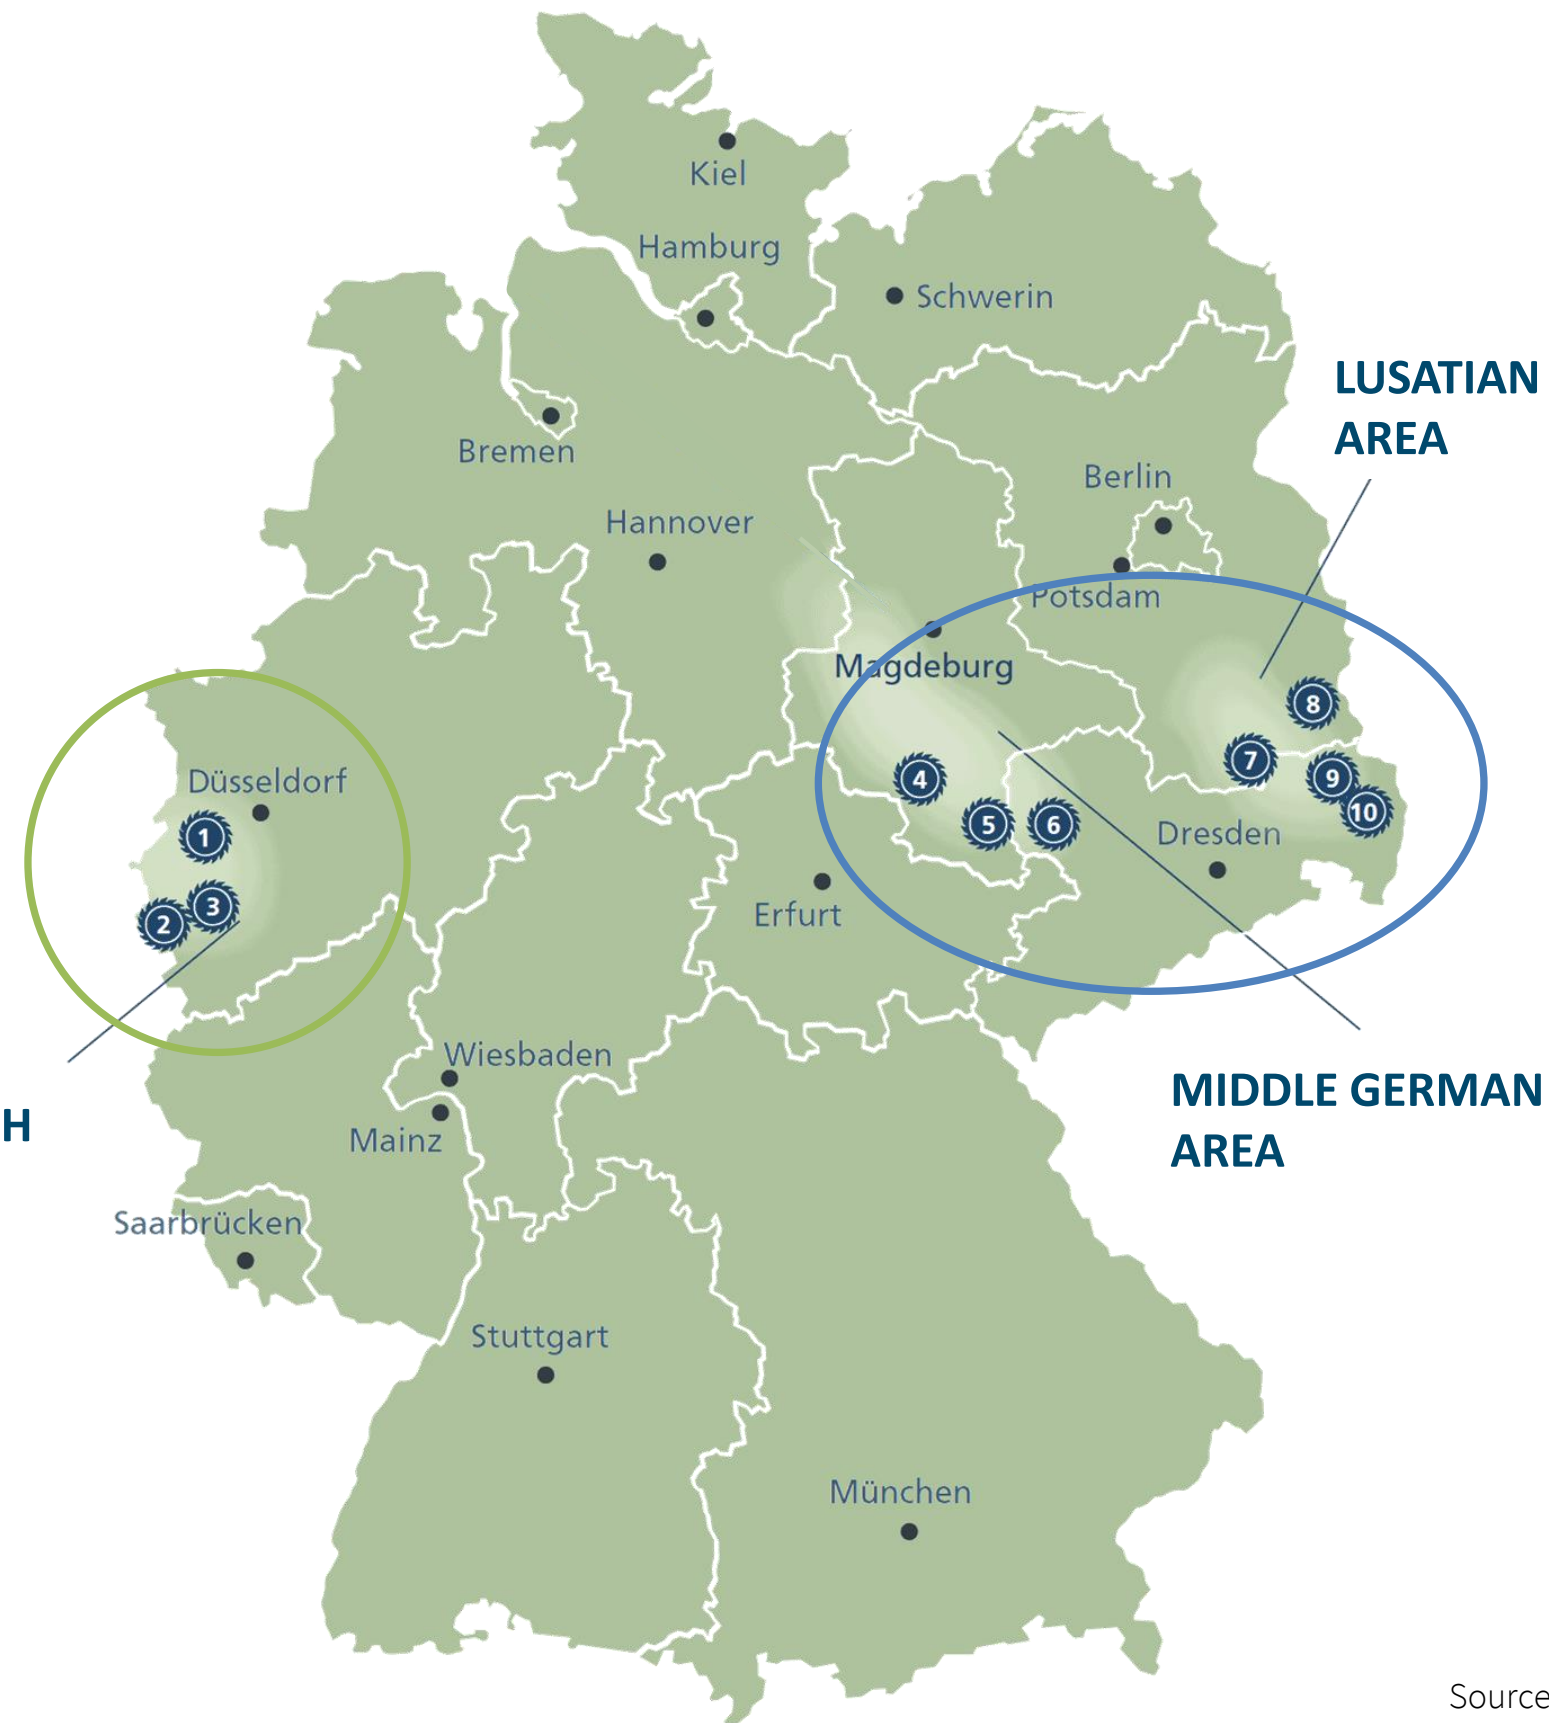 Kiel
Hamburg
Schwerin
LUSATIAN
AREA
Bremen
Berlin
Hannover
Potsdam
Magdeburg
8
7
9
10
4
5
6
Düsseldorf
1
2
3
Dresden
Erfurt
Wiesbaden
MIDDLE GERMAN
AREA
H
Mainz
Saarbrücken
Stuttgart
München
Source